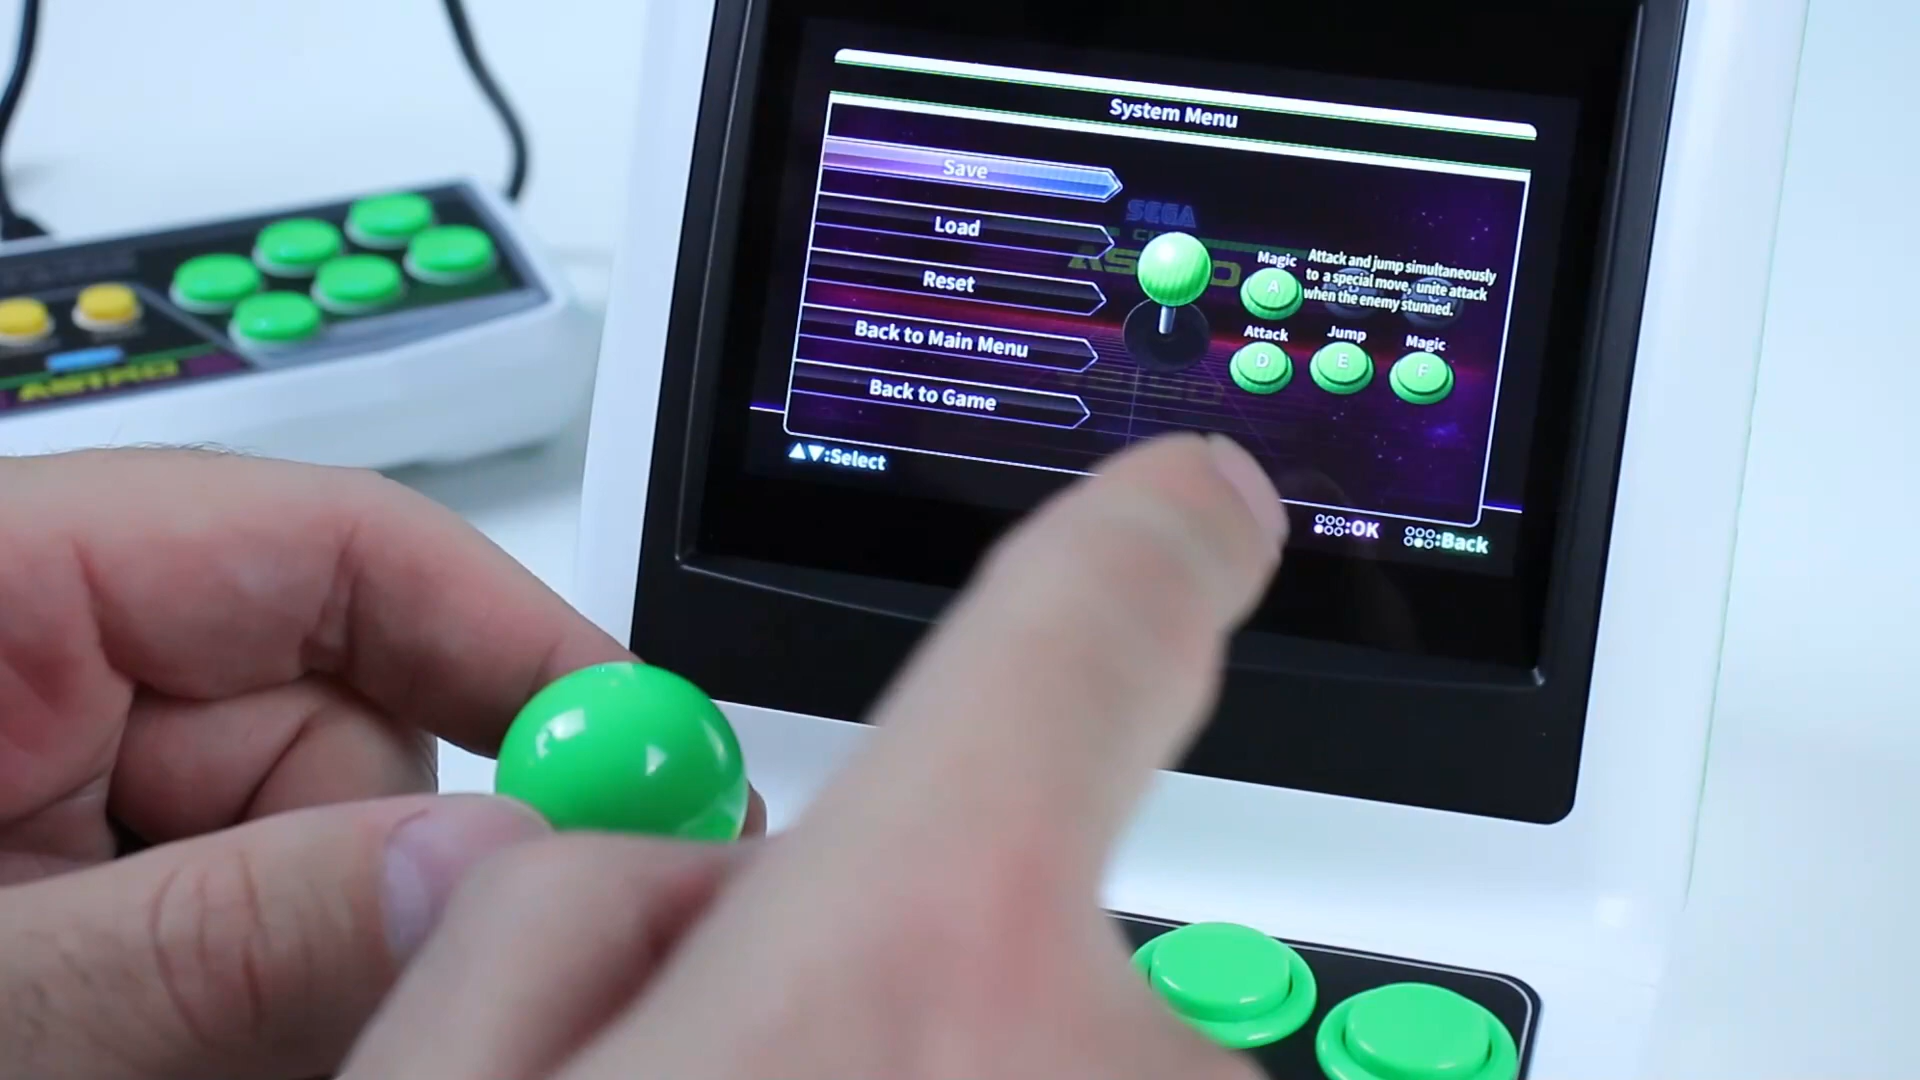 System Menu
Save
Load
Reset
Back to Main Menu
Back to Game
SEGA
Magic
A
Attack and jump simultaneously
to a special move, unite attack
when the enemy stunned.
Attack
Jump
Magic
D
E
F
▲▼:Select
:OK
:Back
ASTRO